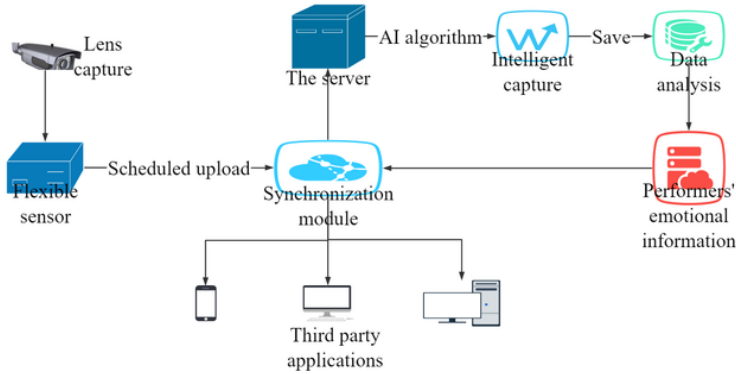 Lens
capture
The server
AI algorithm
Intelligent
capture
Save
Data
analysis
Flexible
sensor
Scheduled upload
Synchronization
module
Performers'
emotional
information
Third party
applications